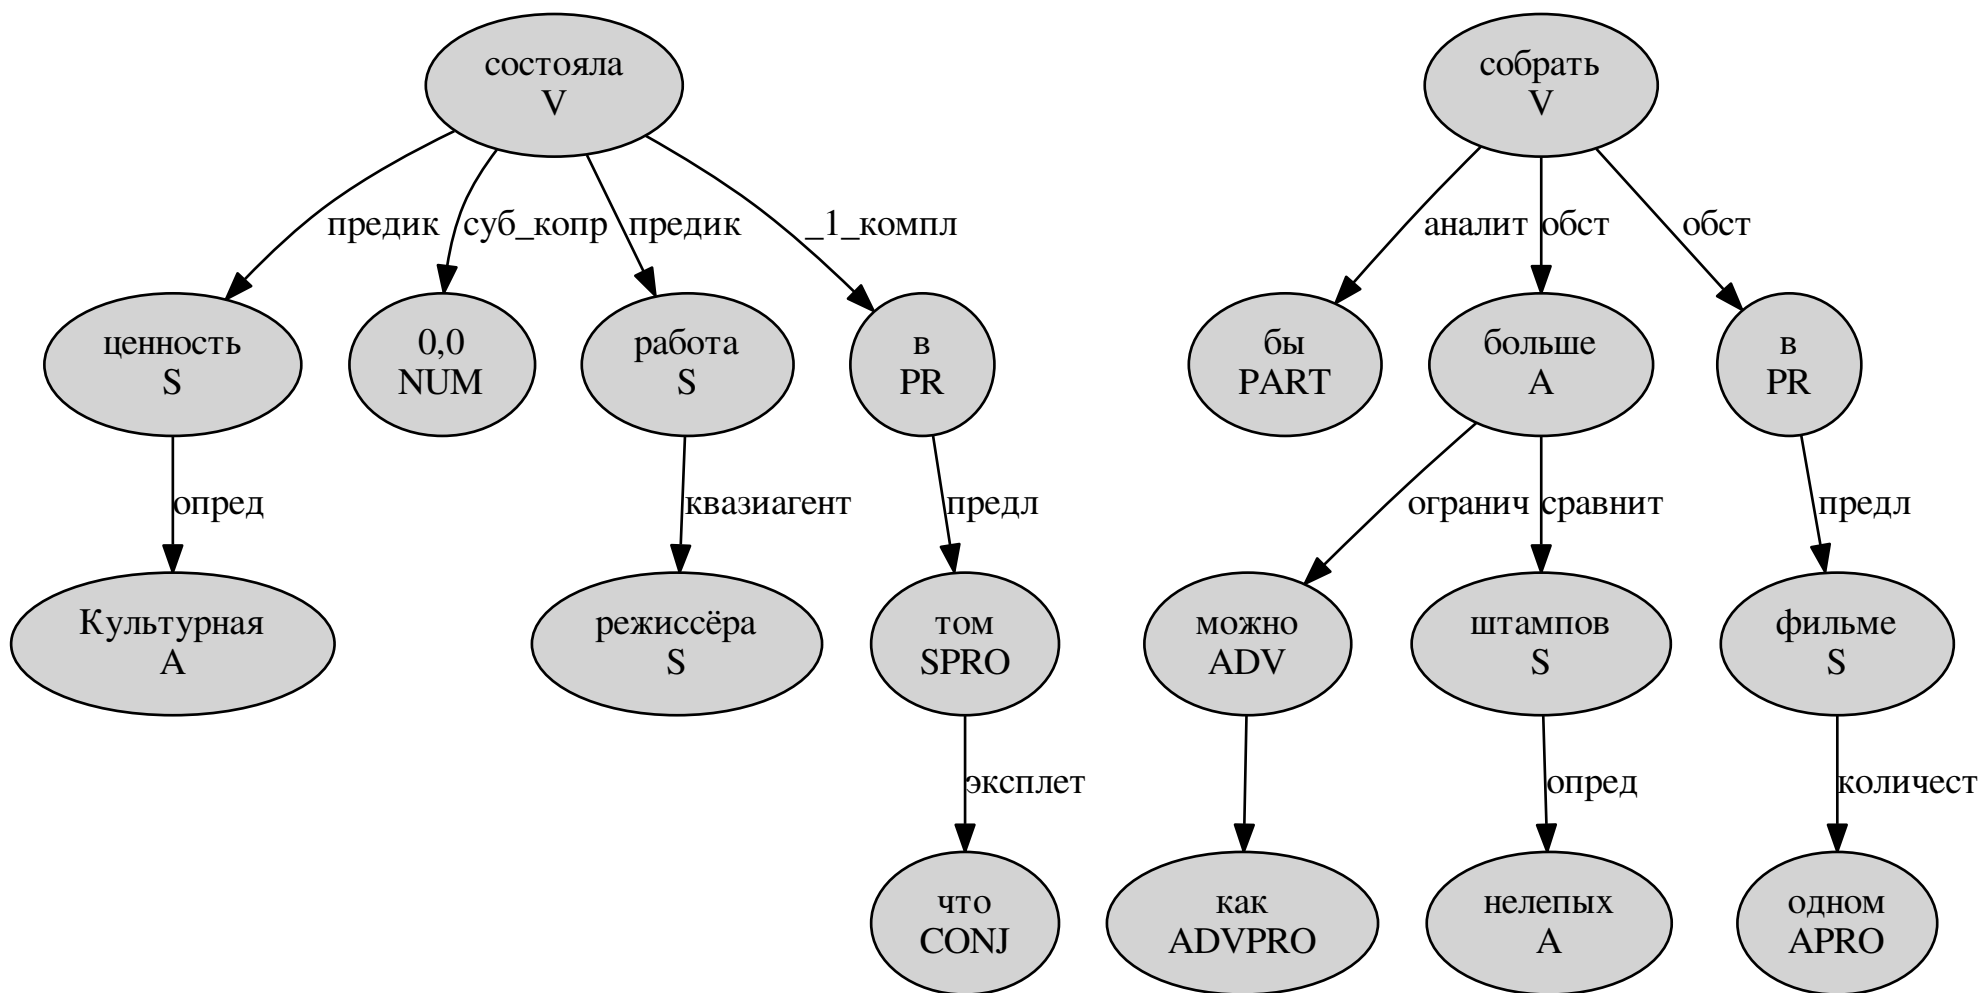 состояла
V
собрать
V
предик
суб_копр
предик
_1_компл
аналит
обст
обст
ценность
S
0,0
NUM
работа
S
в
PR
бы
PART
больше
A
в
PR
опред
квазиагент
предл
огранич
сравнит
предл
Культурная
A
режиссёра
S
том
SPRO
можно
ADV
штампов
S
фильме
S
эксплет
опред
количест
что
CONJ
как
ADVPRO
нелепых
A
одном
APRO